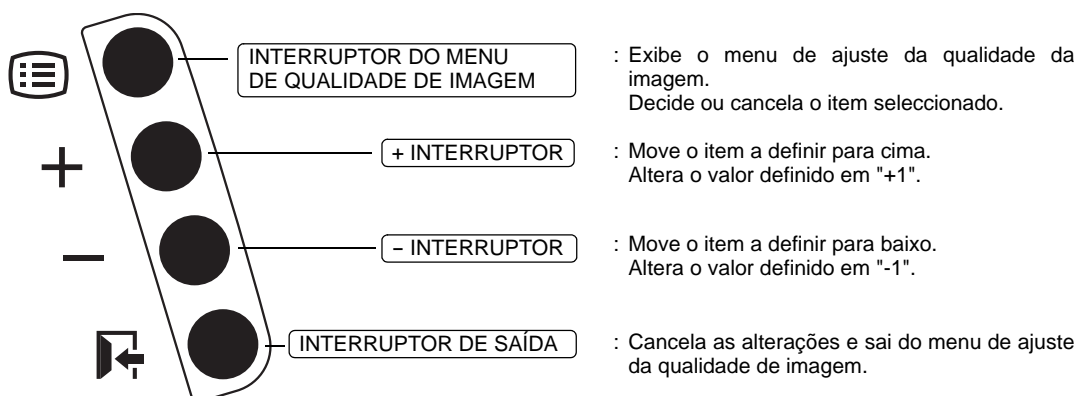 INTERRUPTOR DO MENU
DE QUALIDADE DE IMAGEM
: Exibe o menu de ajuste da qualidade da
imagem.
Decide ou cancela o item seleccionado.
+
+ INTERRUPTOR
: Move o item a definir para cima.
Altera o valor definido em "+1".
−
− INTERRUPTOR
: Move o item a definir para baixo.
Altera o valor definido em "-1".
INTERRUPTOR DE SAÍDA
: Cancela as alterações e sai do menu de ajuste
da qualidade de imagem.